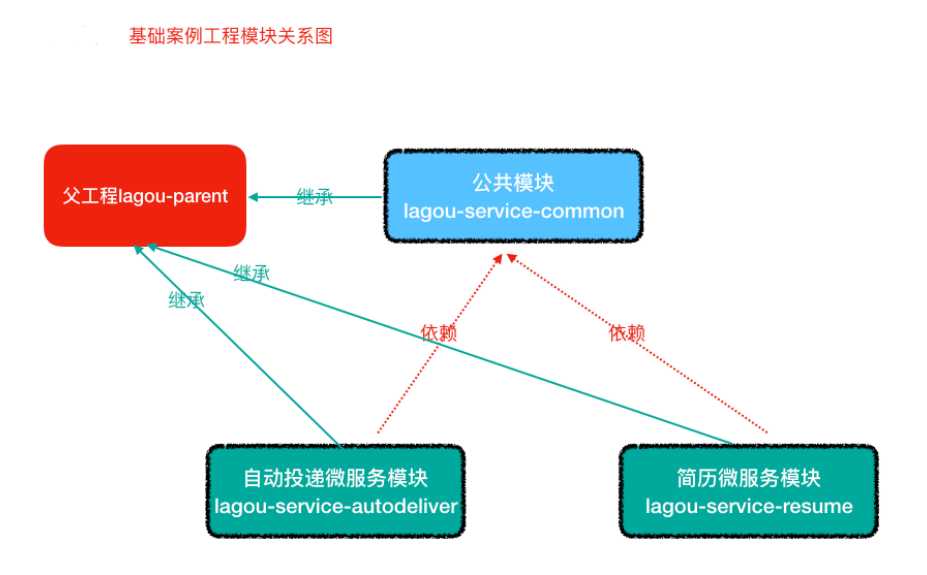 基础案例工程模块关系图
父工程lagou-parent
继承
公共模块
lagou-service-common
继承
继承
依赖
依赖
自动投递微服务模块
lagou-service-autodeliver
简历微服务模块
lagou-service-resume